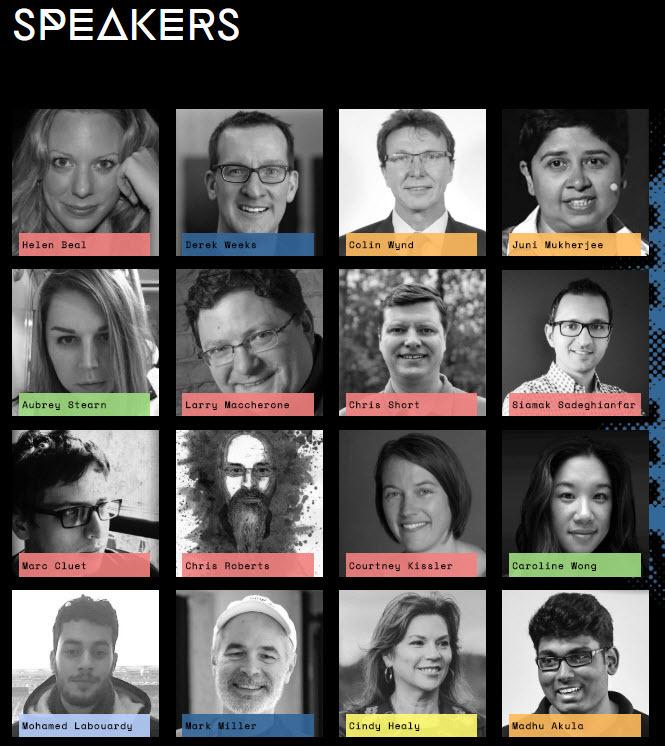 SPEAKERS
Helen Beal
Derek Weeks
Colin Wynd
Juni Mukherjee
Aubrey Stearn
Larry Maccherone
Chris Short
Siamak Sadeghianfar
Marc Cluet
Chris Roberts
Courtney Kissler
Caroline Wong
Mohamed Labouardy
Mark Miller
Cindy Healy
Madhu Akula